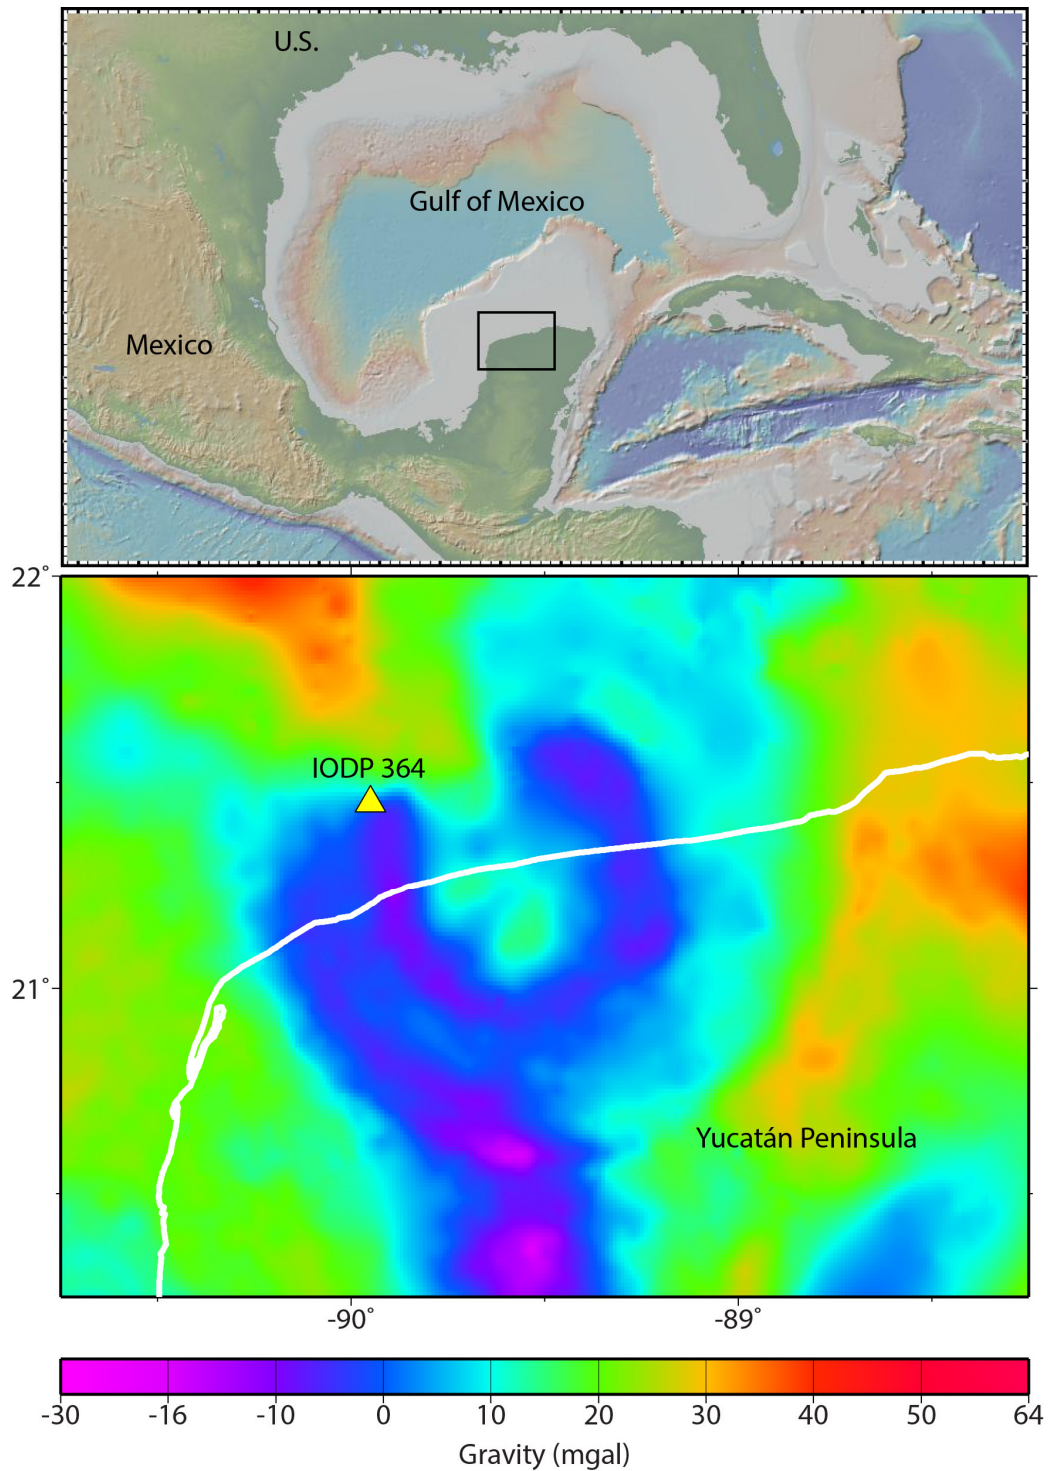 U.S.
Gulf of Mexico
Mexico
22°
IODP 364
21°
Yucatán Peninsula
-90°
-89°
-30 -16 -10 0 10 20 30 40 50 64
Gravity (mgal)